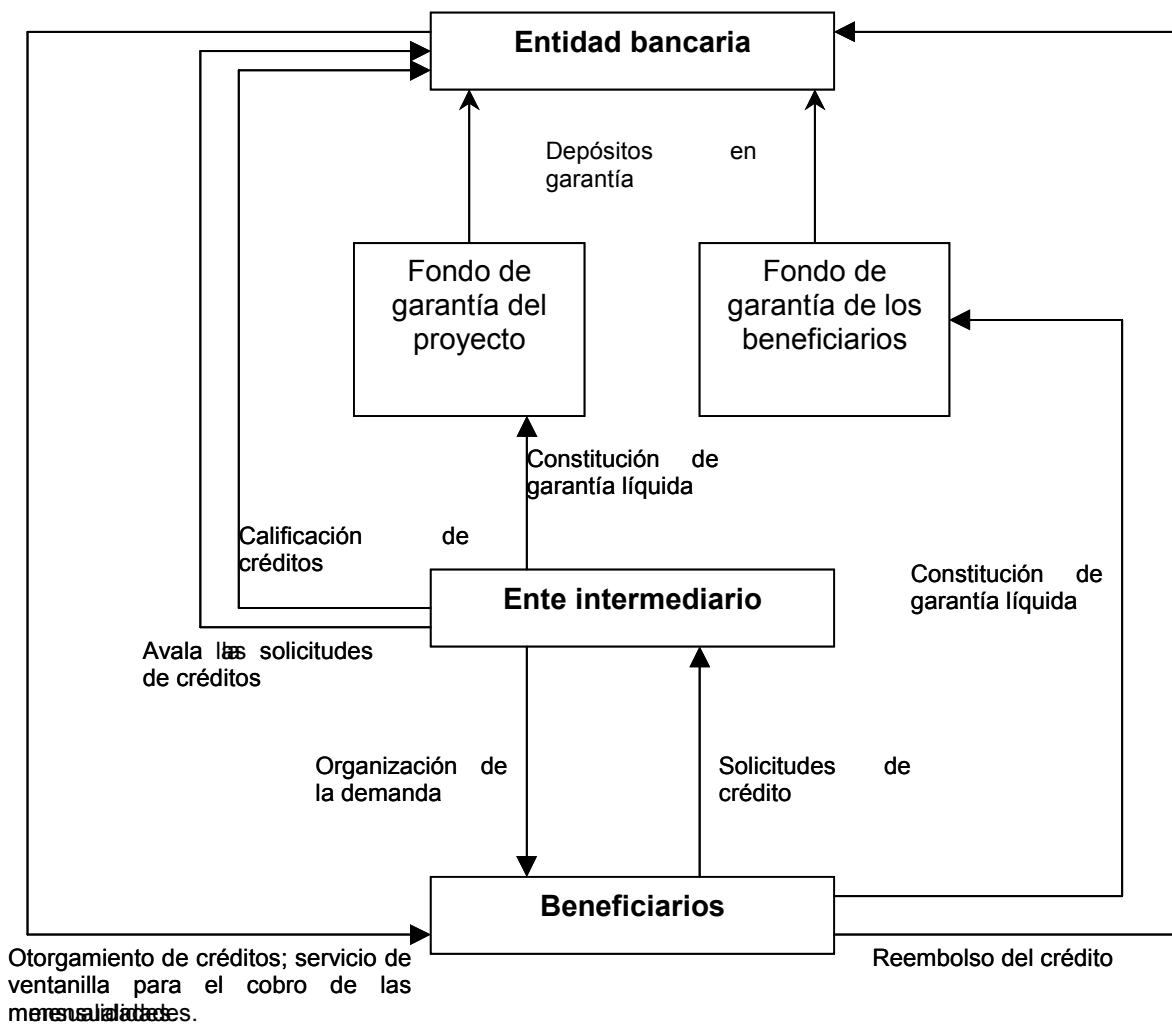 Entidad bancaria
Depósitos en
garantía
Fondo de
garantía del
proyecto
Fondo de
garantía de los
beneficiarios
Constitución de
garantía líquida
Calificación de
créditos
Ente intermediario
Constitución de
garantía líquida
Avala las solicitudes
de créditos
Organización de
la demanda
Solicitudes de
crédito
Beneficiarios
Otorgamiento de créditos; servicio de
ventanilla para el cobro de las
mensualidades.
Reembolso del crédito